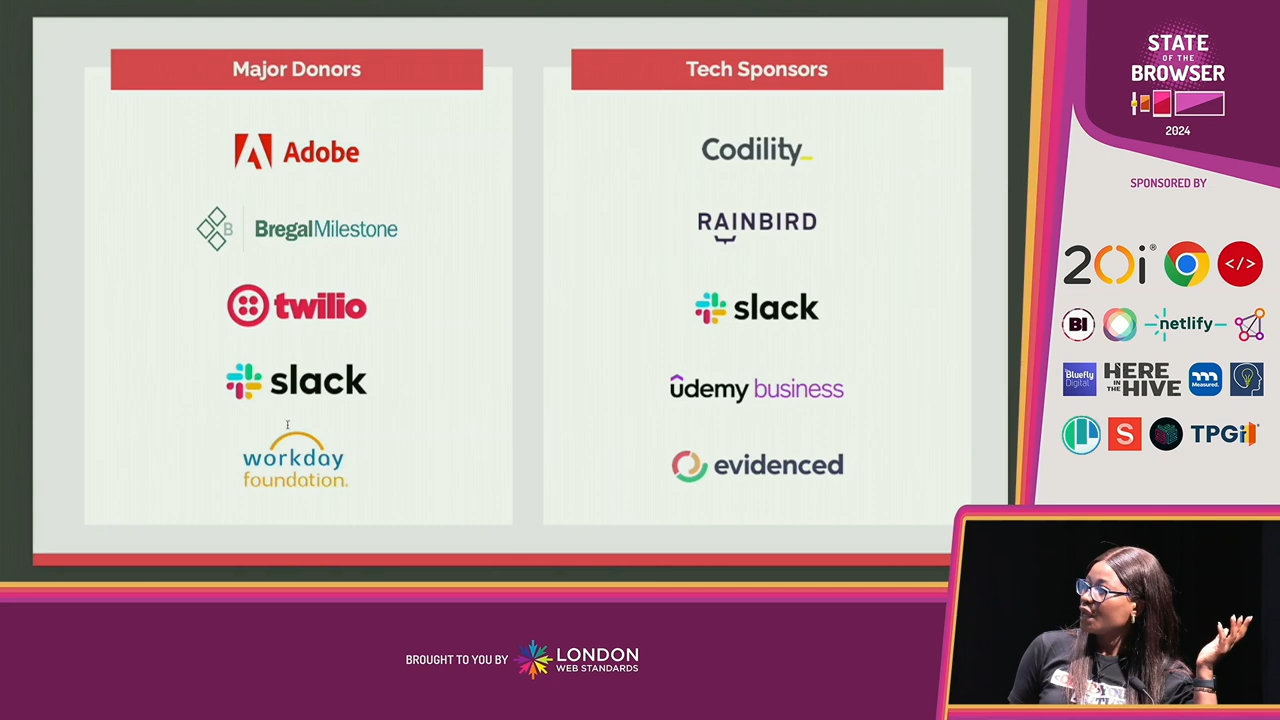 Major Donors
Adobe
B BregalMilestone
twilio
slack
workday
foundation.
Tech Sponsors
Codility_
RAINBIRD
slack
udemy business
evidenced
STATE
OF THE
BROWSER
2024
SPONSORED BY
20i®
</>
BI
netlify
Bluefly
Digital
HERE
IN THE
HIVE
Measured.
S
TPGi
BROUGHT TO YOU BY
LONDON
WEB STANDARDS